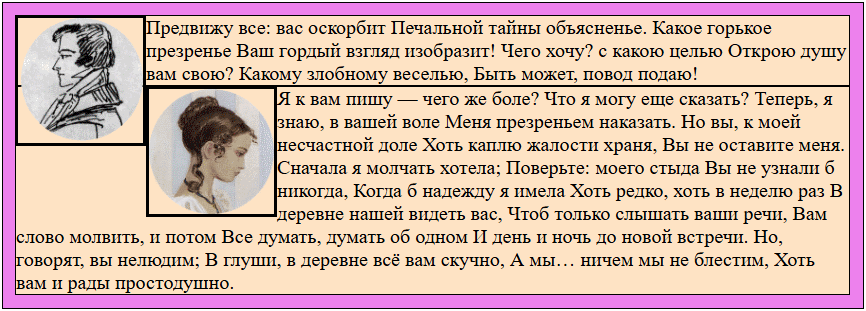 Предвижу все: вас оскорбит Печальной тайны объясненье. Какое горькое
презренье Ваш гордый взгляд изобразит! Чего хочу? с какою целью Открою душу
вам свою? Какому злобному веселью, Быть может, повод подаю!
Я к вам пишу — чего же боле? Что я могу еще сказать? Теперь, я
знаю, в вашей воле Меня презреньем наказать. Но вы, к моей
несчастной доле Хоть каплю жалости храня, Вы не оставите меня.
Сначала я молчать хотела; Поверьте: моего стыда Вы не узнали б
никогда, Когда б надежду я имела Хоть редко, хоть в неделю раз В
деревне нашей видеть вас, Чтоб только слышать ваши речи, Вам
слово молвить, и потом Все думать, думать об одном И день и ночь до новой встречи. Но,
говорят, вы нелюдим; В глуши, в деревне всё вам скучно, А мы… ничем мы не блестим, Хоть
вам и рады простодушно.